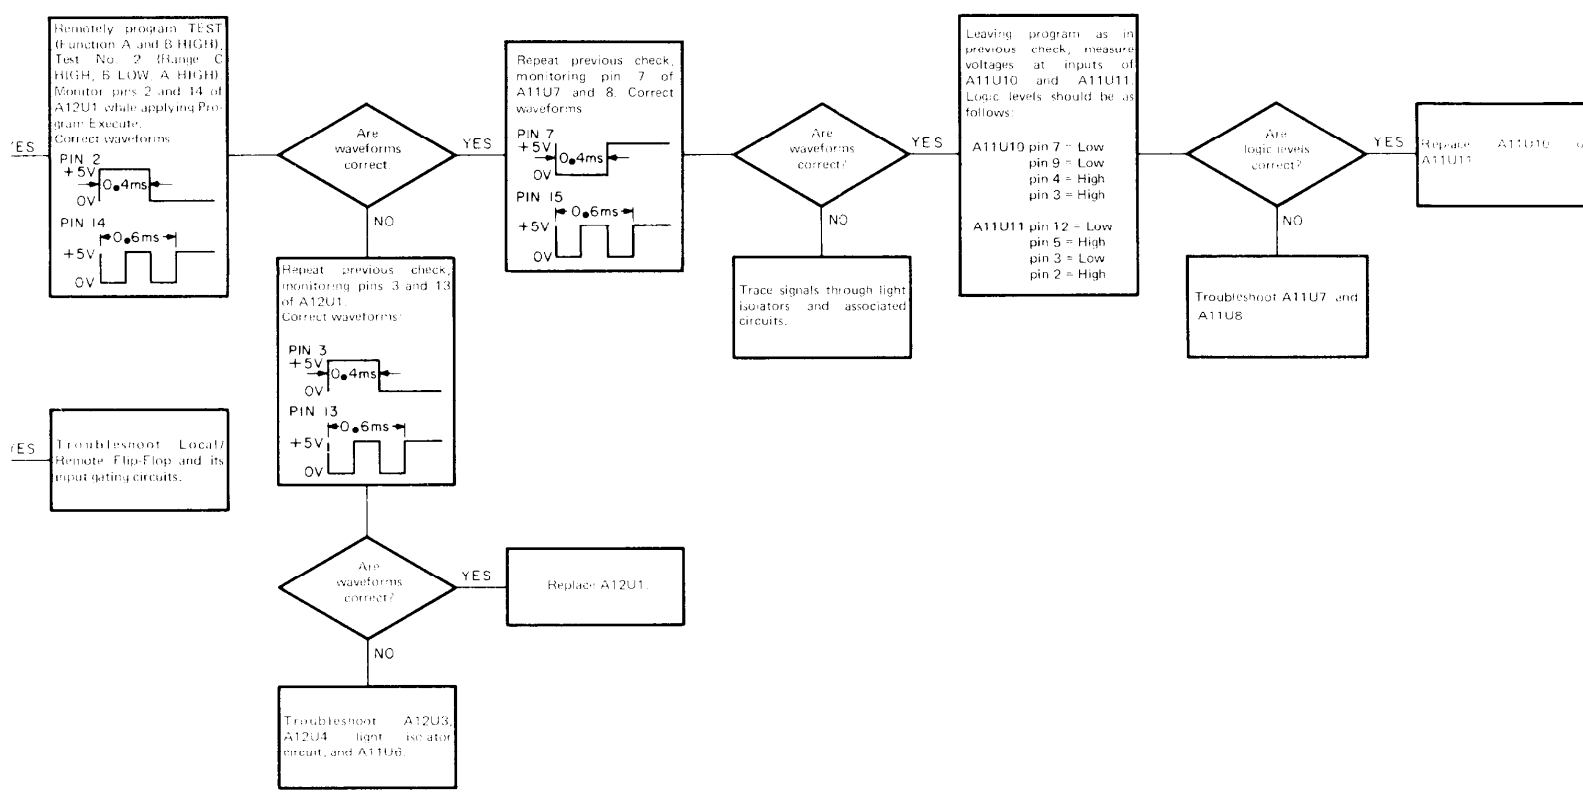 Remotely program TEST
(Function A and B HIGH),
Test No. 2 (Range C
HIGH, B LOW, A HIGH).
Monitor pins 2 and 14 of
A12U1 while applying Pro-
gram Execute.
Correct waveforms
PIN 2
+5V
0.4ms
0V
PIN 14
0.6ms
+5V
0V
Are
waveforms
correct.
YES
NO
Repeat previous check,
monitoring pin 7 of
A11U7 and 8. Correct
waveforms
PIN 7
+5V
0.4ms
0V
PIN 15
0.6ms
+5V
0V
Are
waveforms
correct?
YES
NO
Trace signals through light
isolators and associated
circuits.
Leaving program as in
previous check, measure
voltages at inputs of
A11U10 and A11U11.
Logic levels should be as
follows:
A11U10 pin 7 = Low
pin 9 = Low
pin 4 = High
pin 3 = High
A11U11 pin 12 = Low
pin 5 = High
pin 3 = Low
pin 2 = High
Are
logic levels
correct?
YES
NO
Replace A11U10
A11U11
Troubleshoot A11U7 and
A11U8
Repeat previous check,
monitoring pins 3 and 13
of A12U1.
Correct waveforms:
PIN 3
+5V
0.4ms
0V
PIN 13
0.6ms
+5V
0V
YES
Troubleshoot Local/
Remote Flip-Flop and its
input gating circuits.
Are
waveforms
correct?
YES
NO
Replace A12U1.
Troubleshoot A12U3,
A12U4 light isolator
circuit, and A11U6.